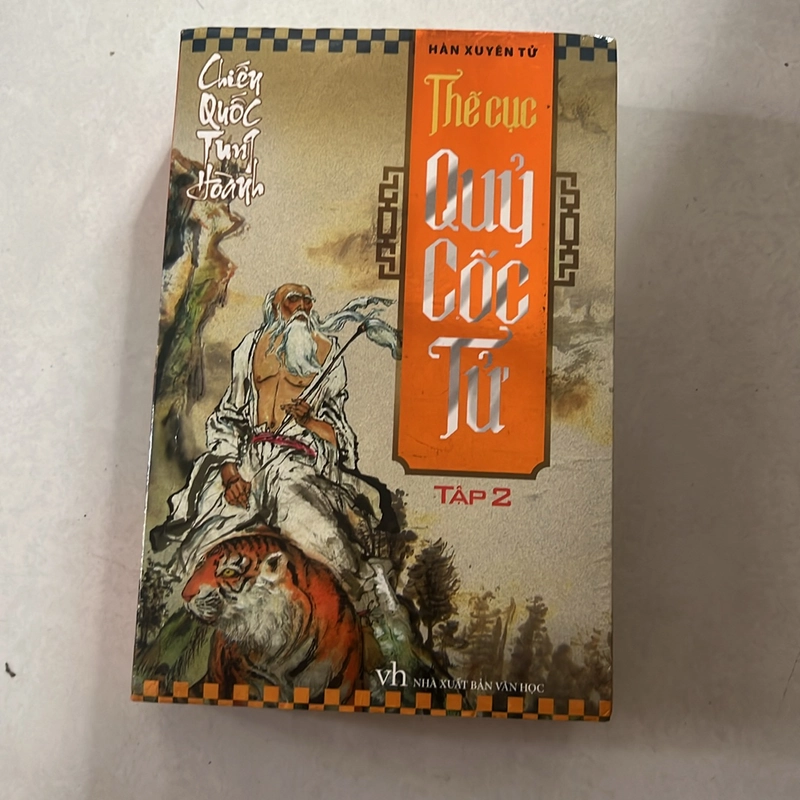 HÀN XUYÊN TỬ
Chiến
Quốc
Tung
Hoành
Thế cục
Quỷ
Cốc
Tử
TẬP 2
vh NHÀ XUẤT BẢN VĂN HỌC